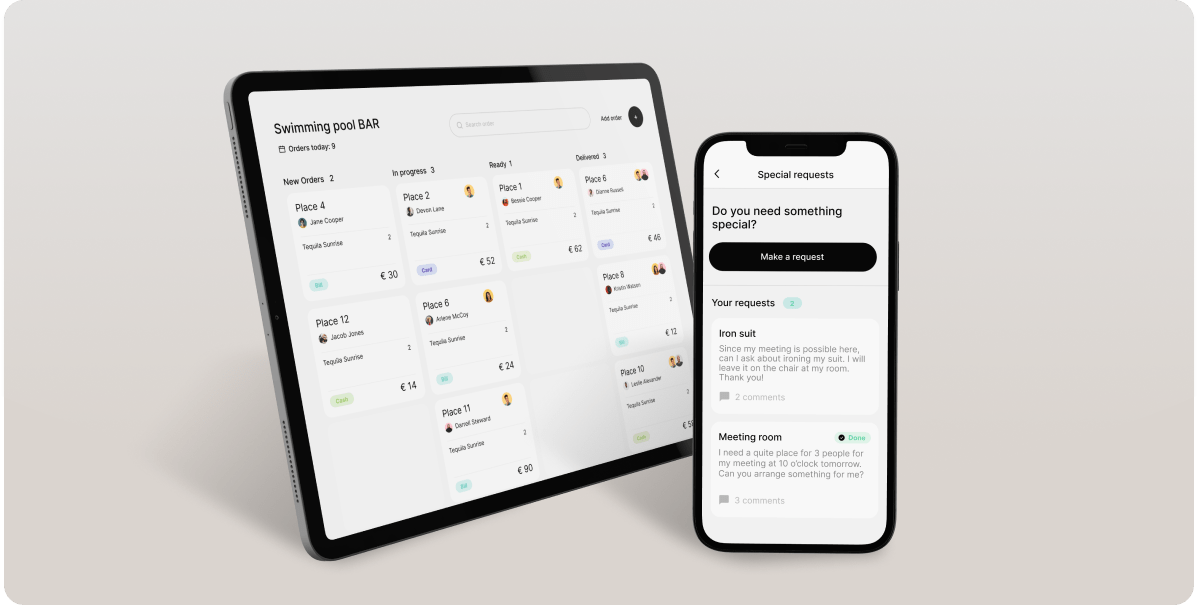 Swimming pool BAR
Search order
Add order
+
Orders today: 9
New Orders 2
Place 4
Jane Cooper
Tequila Sunrise 2
Bill € 30
Place 12
Jacob Jones
Tequila Sunrise 2
Cash € 14
In progress 3
Place 2
Devon Lane
Tequila Sunrise 2
Card € 52
Place 6
Arlene McCoy
Tequila Sunrise 2
Bill € 24
Place 11
Darrell Steward
Tequila Sunrise 2
Bill € 90
Ready 1
Place 1
Bessie Cooper
Tequila Sunrise 2
Cash € 62
Delivered 3
Place 6
Dianne Russell
Tequila Sunrise 2
Card € 46
Place 8
Kristin Watson
Tequila Sunrise 2
Bill € 12
Place 10
Leslie Alexander
Tequila Sunrise 2
Cash
Special requests
Do you need something
special?
Make a request
Your requests 2
Iron suit
Since my meeting is possible here,
can I ask about ironing my suit. I will
leave it on the chair at my room.
Thank you!
2 comments
Meeting room Done
I need a quite place for 3 people for
my meeting at 10 o'clock tomorrow.
Can you arrange something for me?
3 comments